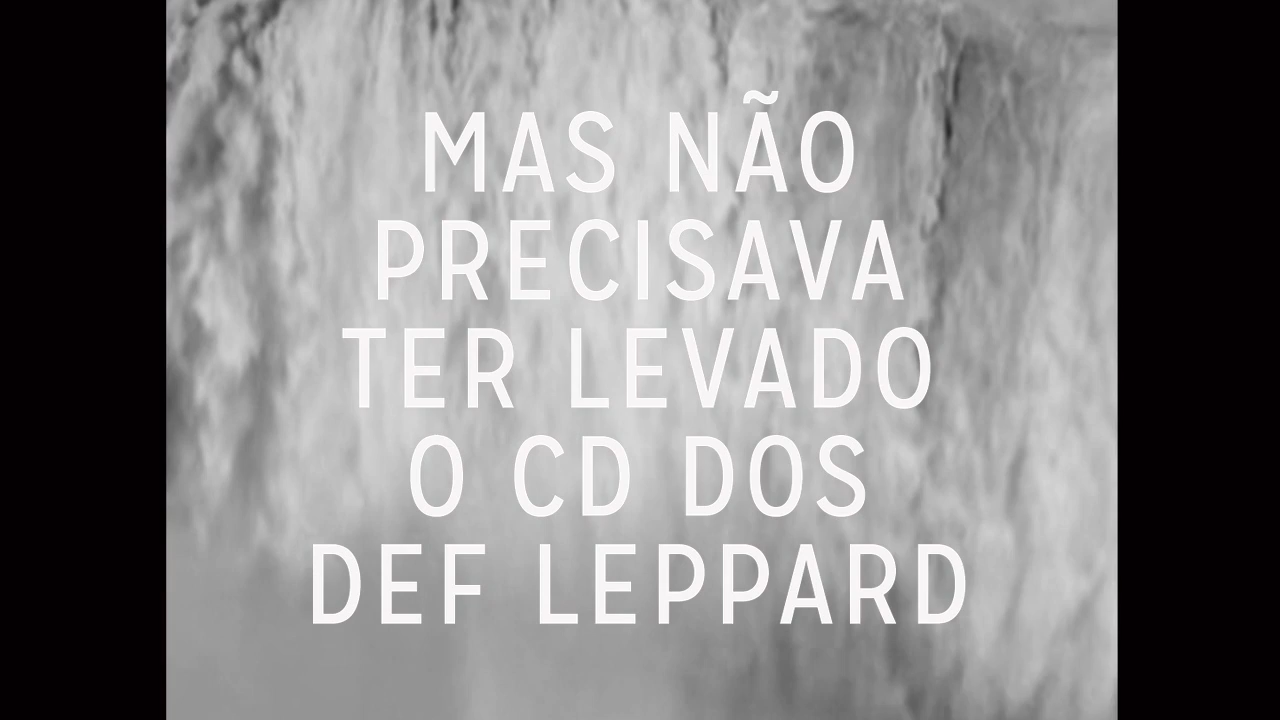 MAS NÃO
PRECISAVA
TER LEVADO
O CD DOS
DEF LEPPARD